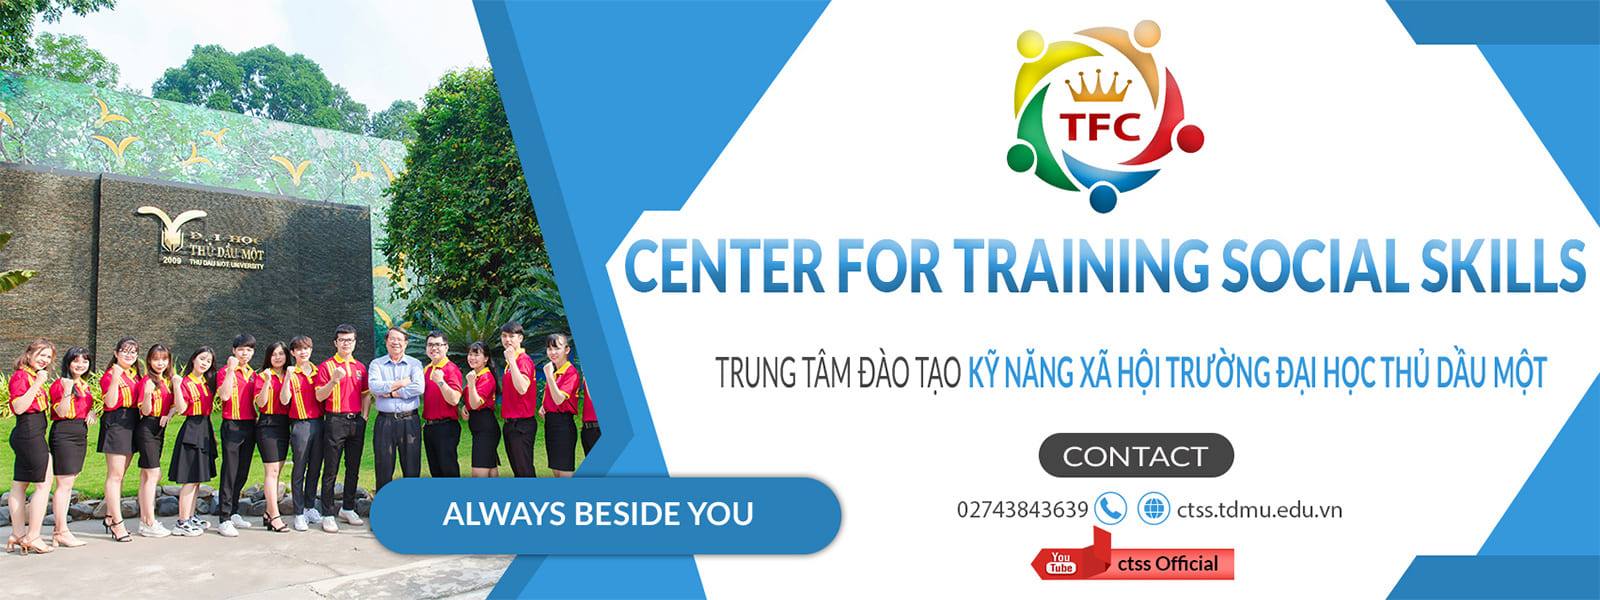 ĐẠI HỌC
THỦ DẦU MỘT
2009 THU DAU MOT UNIVERSITY
TFC
CENTER FOR TRAINING SOCIAL SKILLS
TRUNG TÂM ĐÀO TẠO KỸ NĂNG XÃ HỘI TRƯỜNG ĐẠI HỌC THỦ DẦU MỘT
CONTACT
02743843639 ctss.tdmu.edu.vn
You
Tube
ctss Official
ALWAYS BESIDE YOU